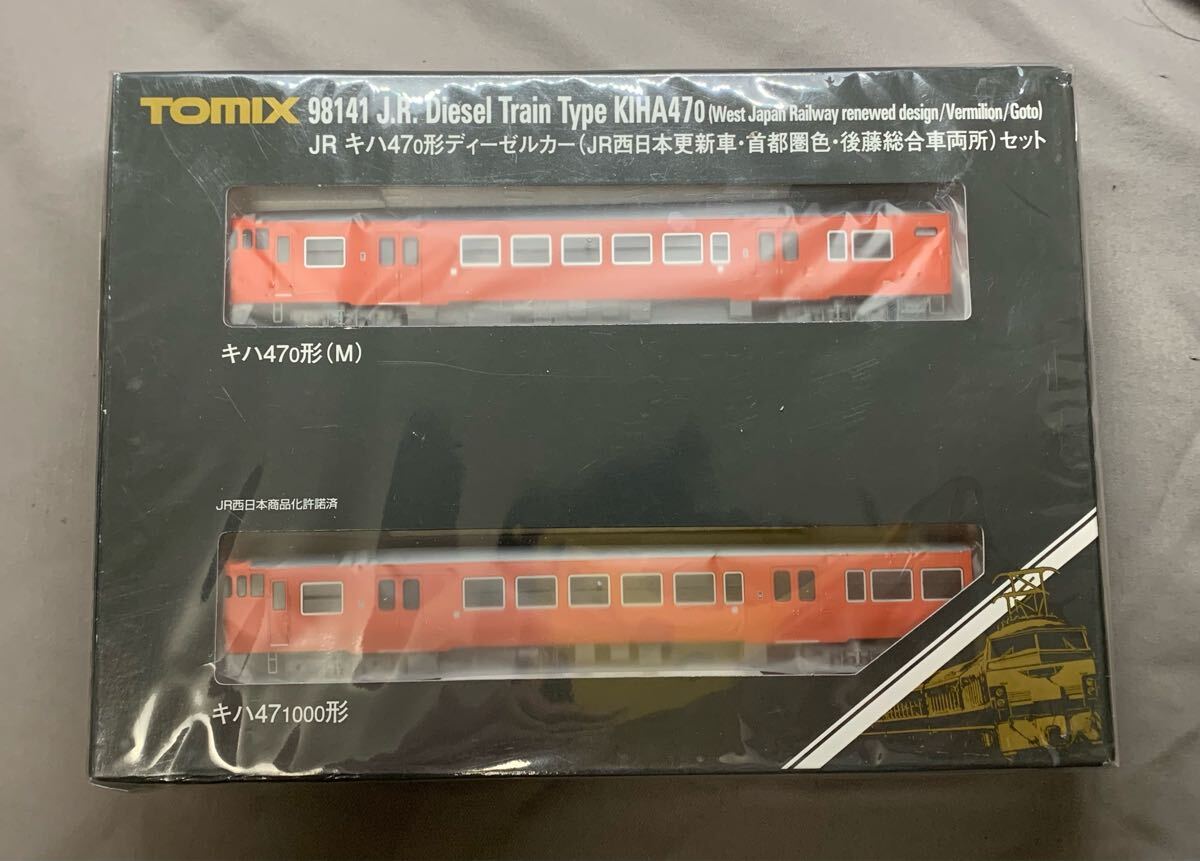 TOMIX 98141 J.R. Diesel Train Type KIHA470 (West Japan Railway renewed design/Vermilion/Goto)
JR キハ470形ディーゼルカー(JR西日本更新車・首都圏色・後藤総合車両所)セット
キハ470形(M)
JR西日本商品化許諾済
キハ471000形